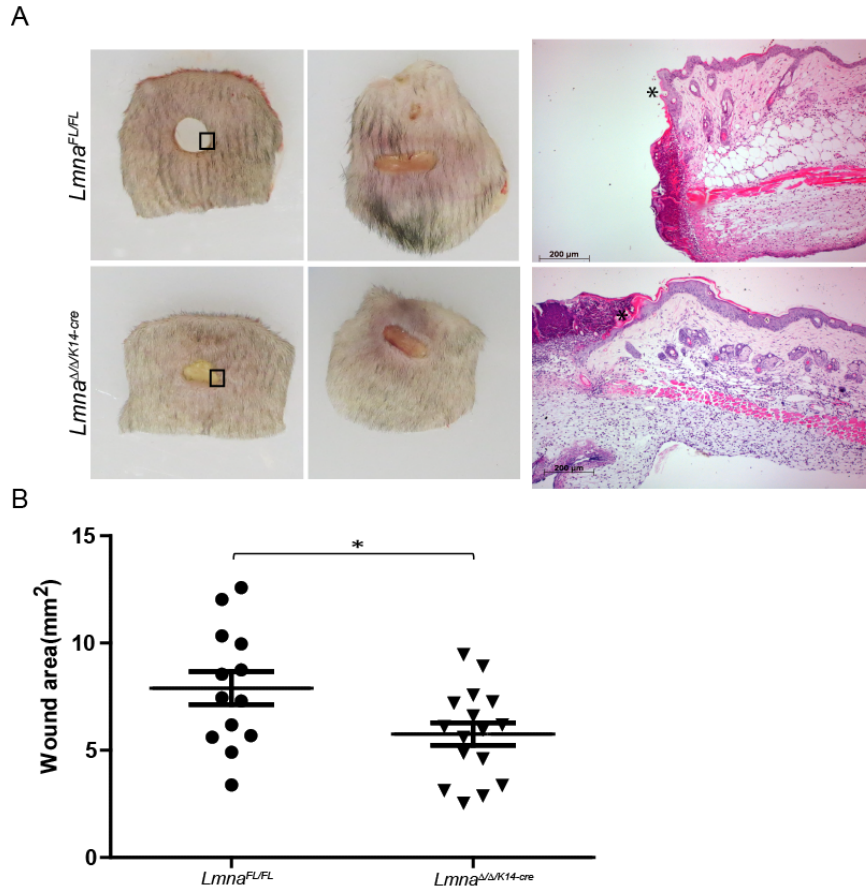 A
Lmna^FL/FL
*
200 µm
Lmna^Δ/Δ/K14-cre
*
200 µm
B
*
15
10
5
0
Wound area(mm²)
Lmna^FL/FL
Lmna^Δ/Δ/K14-cre